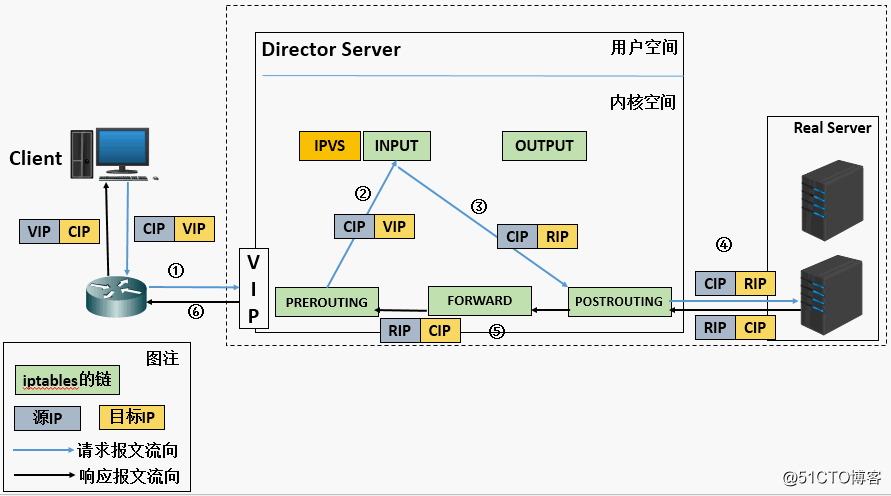 Director Server
用户空间
内核空间
Real Server
IPVS
INPUT
OUTPUT
Client
②
③
VIP CIP
CIP VIP
CIP VIP
CIP RIP
④
①
VIP
CIP RIP
PREROUTING
FORWARD
POSTROUTING
⑥
RIP CIP
⑤
RIP CIP
图注
iptables的链
源IP
目标IP
请求报文流向
响应报文流向
@51CTO博客